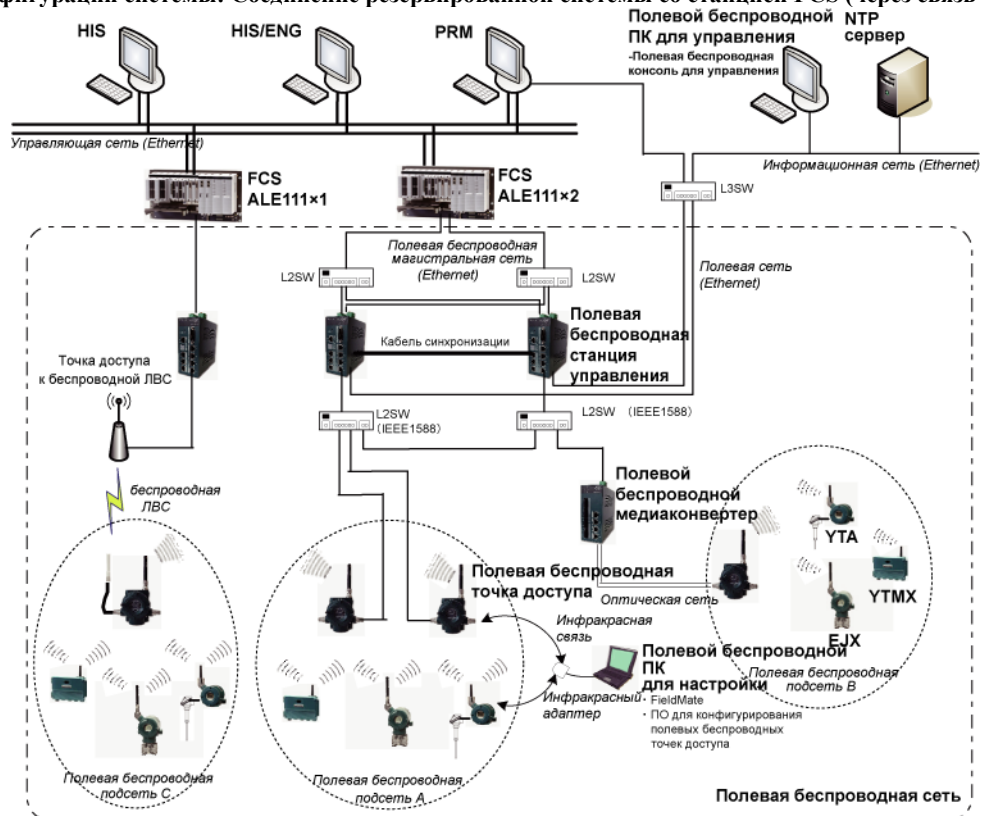 фигурации системы: Соединение резервированной системы со станцией FCS (через связь
HIS
HIS/ENG
PRM
Полевой беспроводной
ПК для управления
-Полевая беспроводная
консоль для управления
NTP
сервер
Управляющая сеть (Ethernet)
Информационная сеть (Ethernet)
FCS
ALE111×1
FCS
ALE111×2
L3SW
Полевая беспроводная
магистральная сеть
(Ethernet)
L2SW
L2SW
Полевая сеть
(Ethernet)
Полевая
беспроводная
станция
управления
Кабель синхронизации
Точка доступа
к беспроводной ЛВС
L2SW
(IEEE1588)
L2SW (IEEE1588)
Полевой
беспроводной
медиаконвертер
беспроводная
ЛВС
YTA
YTMX
EJX
Полевая беспроводная
точка доступа
Оптическая сеть
Инфракрасная
связь
Полевой беспроводной
ПК
для настройки
· FieldMate
· ПО для конфигурирования
полевых беспроводных
точек доступа
Полевая беспроводная
подсеть B
Инфракрасный
адаптер
Полевая беспроводная
подсеть C
Полевая беспроводная
подсеть A
Полевая беспроводная сеть